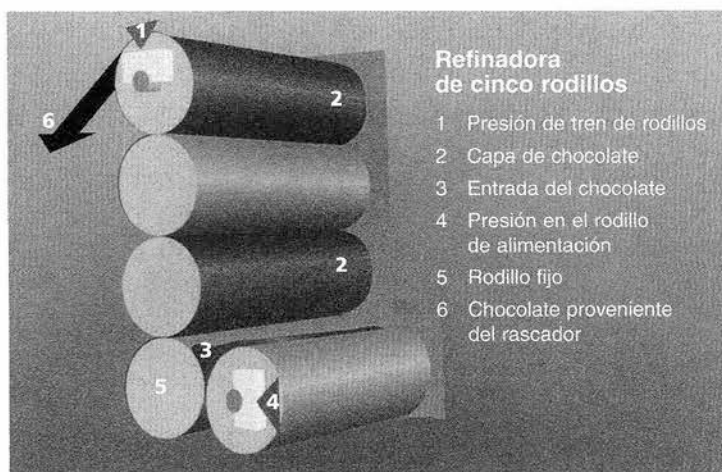 Refinadora
de cinco rodillos
1 Presión de tren de rodillos
2 Capa de chocolate
3 Entrada del chocolate
4 Presión en el rodillo
de alimentación
5 Rodillo fijo
6 Chocolate proveniente
del rascador
1
2
6
2
3
5
4